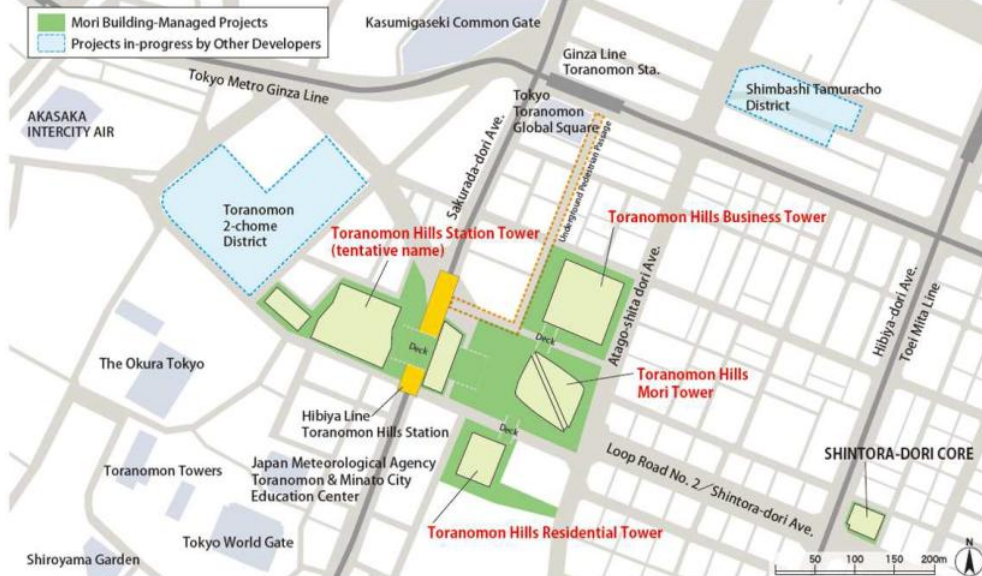 Mori Building-Managed Projects
Projects in-progress by Other Developers
Kasumigaseki Common Gate
Ginza Line
Toranomon Sta.
Tokyo Metro Ginza Line
Shimbashi Tamuracho
District
AKASAKA
INTERCITY AIR
Tokyo
Toranomon
Global Square
Sakurada-dori Ave.
Underground Pedestrian Passage
Toranomon
2-chome
District
Toranomon Hills Station Tower
(tentative name)
Toranomon Hills Business Tower
Atago-shita dori Ave.
Hibiya-dori Ave.
Toei Mita Line
Deck
Deck
The Okura Tokyo
Toranomon Hills
Mori Tower
Hibiya Line
Toranomon Hills Station
Deck
Loop Road No. 2/Shintora-dori Ave.
SHINTORA-DORI CORE
Toranomon Towers
Japan Meteorological Agency
Toranomon & Minato City
Education Center
Toranomon Hills Residential Tower
Tokyo World Gate
Shiroyama Garden
N
50 100 150 200m